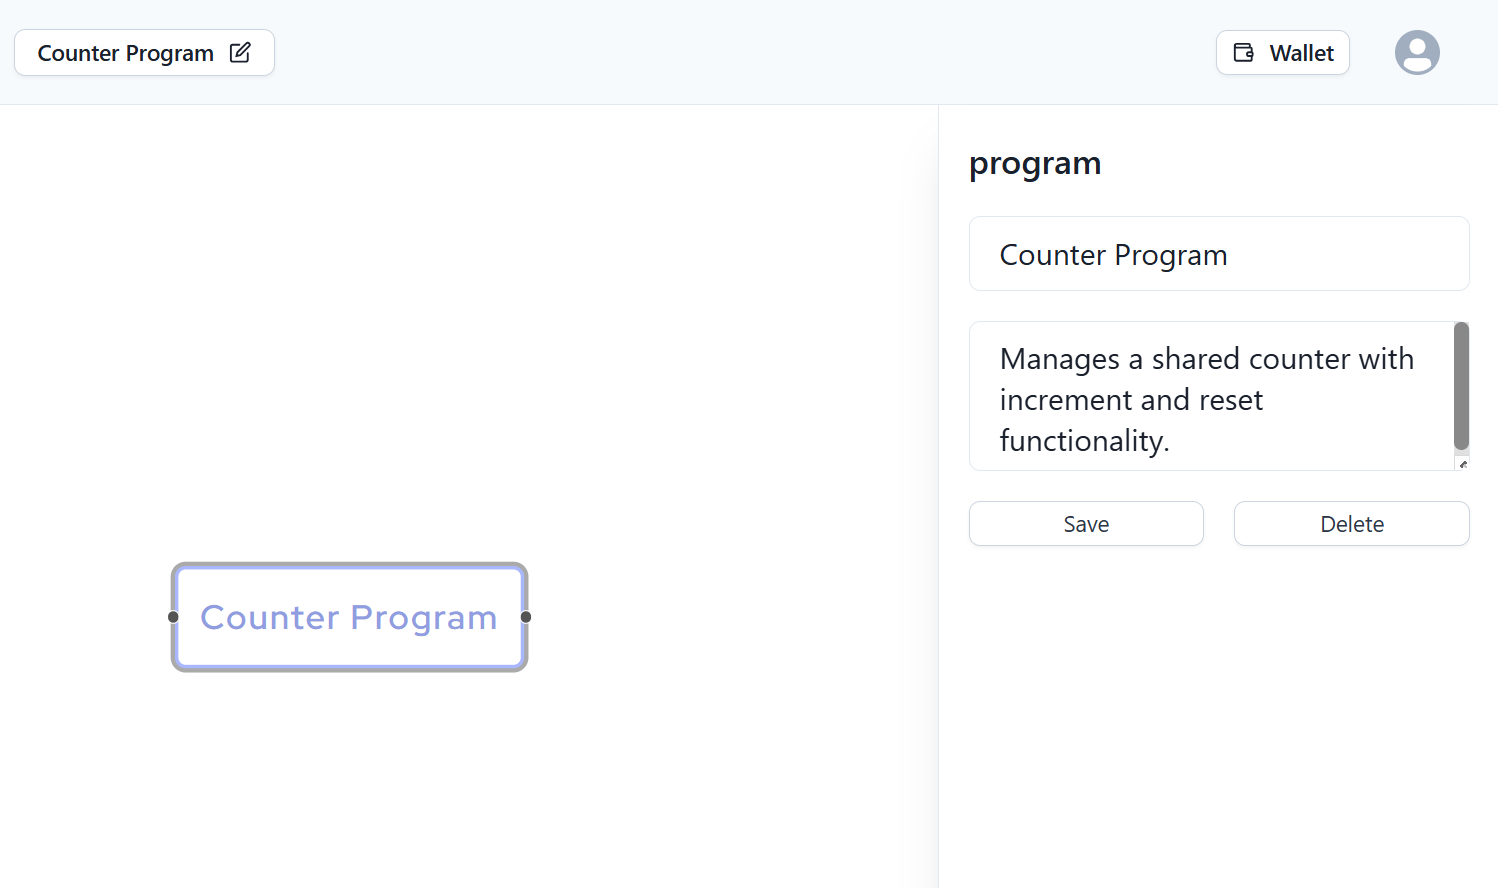 Counter Program
Wallet
program
Counter Program
Manages a shared counter with
increment and reset
functionality.
Save
Delete
Counter Program